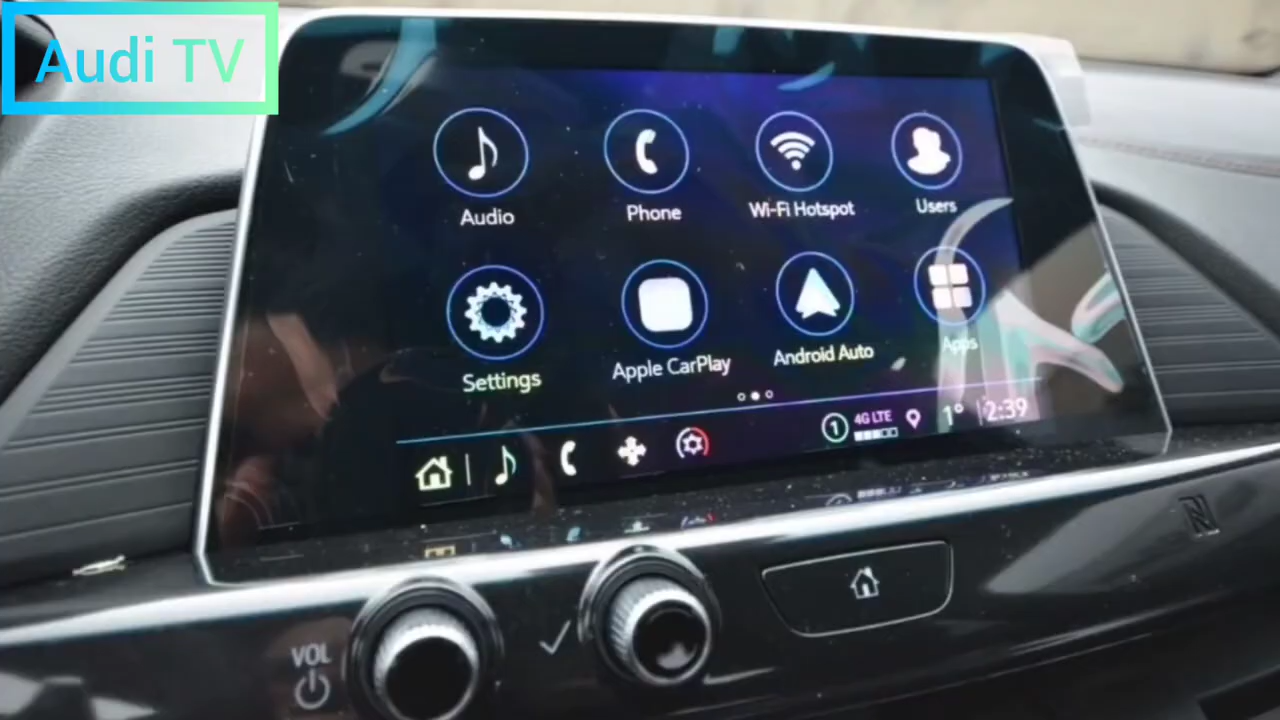 Audi TV
Audio
Phone
Wi-Fi Hotspot
Users
Settings
Apple CarPlay
Android Auto
Apps
1
4G LTE
1°
2:39
VOL